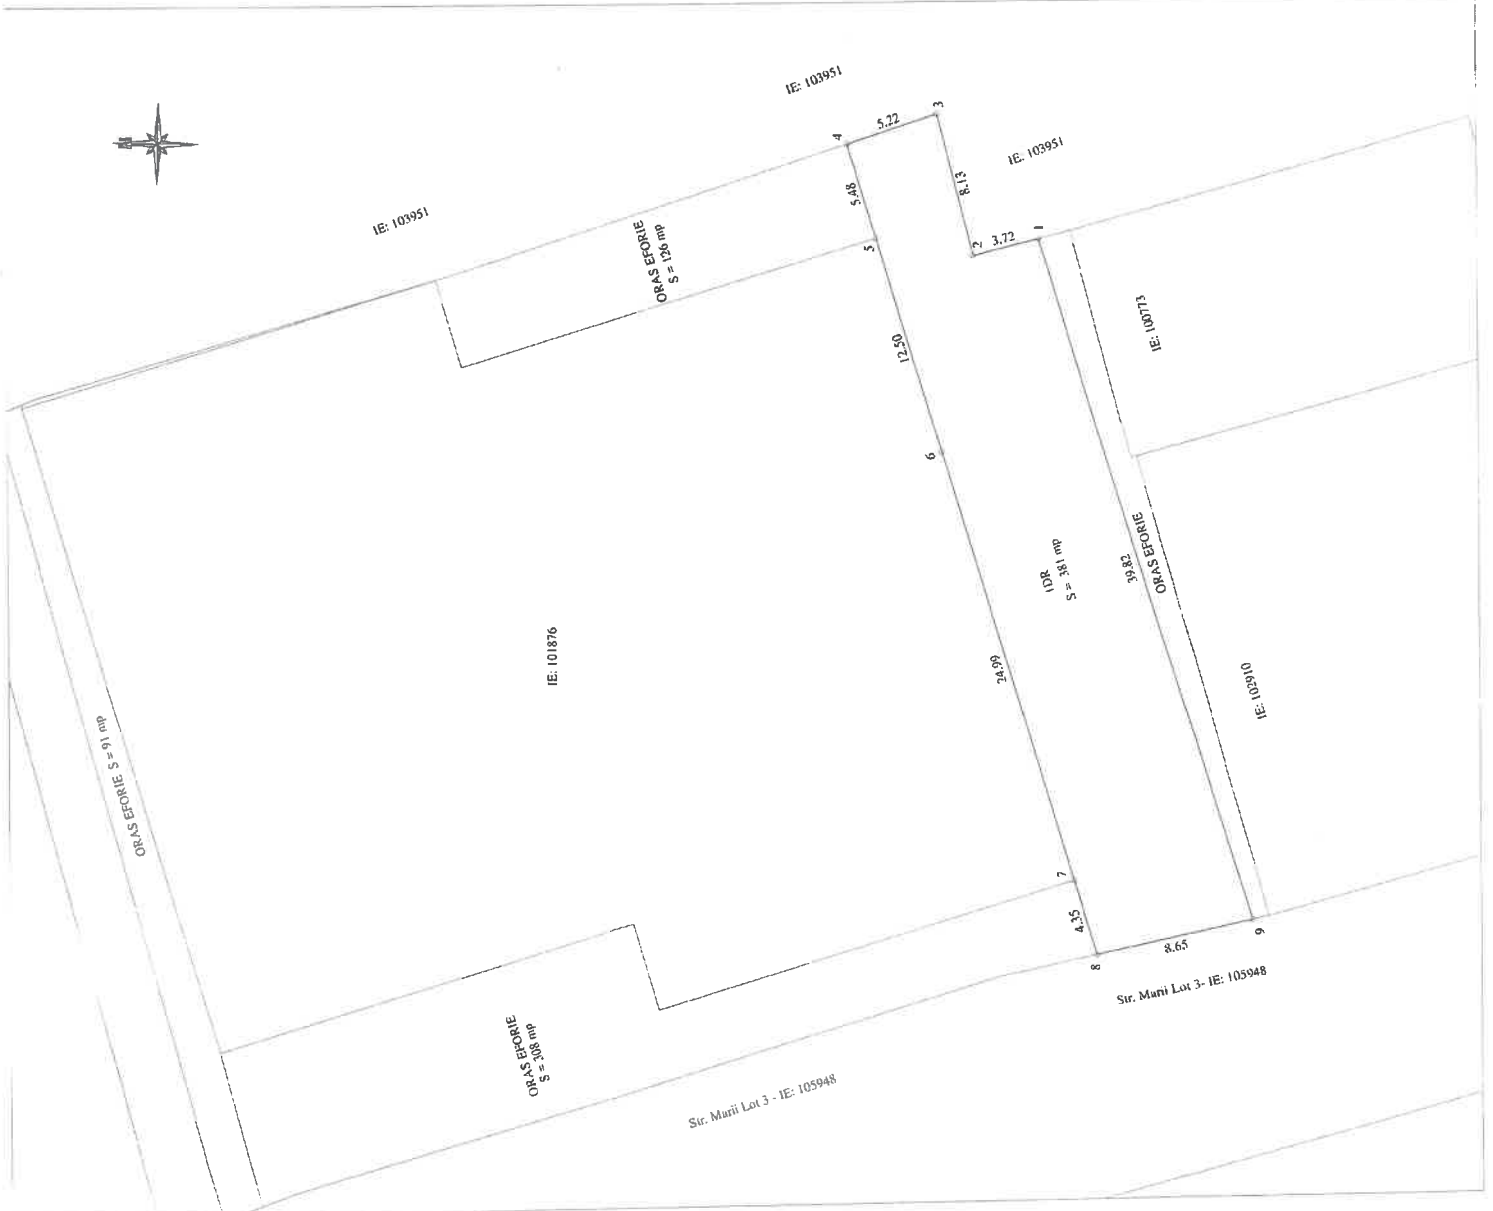 N
IE: 103951
IE: 103951
IE. 103951
4
5.22
3
5.48
8.13
5
2
3.72
1
ORAS EFORIE
S = 126 mp
12.50
6
IE: 100773
IDR
S = 381 mp
39.82
ORAS EFORIE
IE: 101876
24.99
IE: 102910
ORAS EFORIE S = 91 mp
7
4.35
8
8.65
9
Str. Marii Lot 3- IE: 105948
ORAS EFORIE
S = 308 mp
Str. Marii Lot 3 - IE: 105948